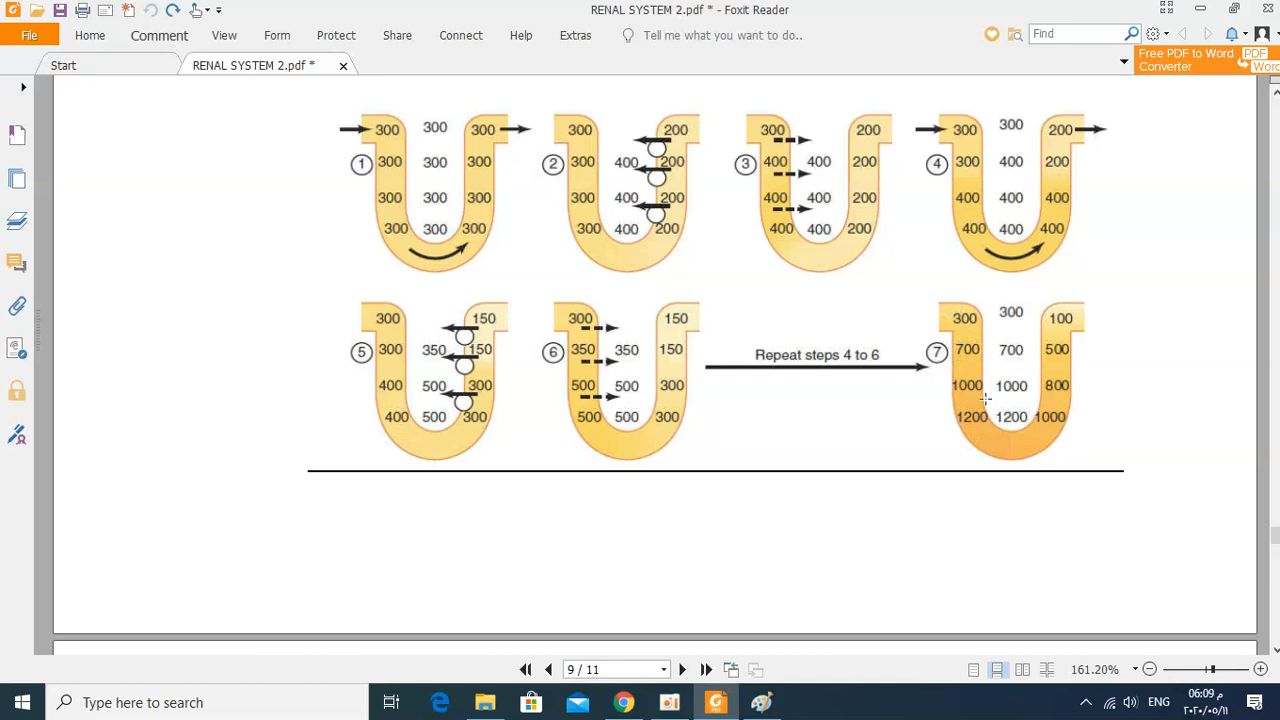 RENAL SYSTEM 2.pdf * - Foxit Reader
File Home Comment View Form Protect Share Connect Help Extras Tell me what you want to do.. Find
Start RENAL SYSTEM 2.pdf *
Free PDF to Word Converter
PDF
Word
300 300 300 300 200 300 200 300 300 200
1 2 3 4
300 300 300 300 400 200 400 400 200 300 400 200
300 300 300 300 400 200 400 400 200 400 400 400
300 300 300 300 400 200 400 400 200 400 400 400
300 150 300 150 300 300 100
5 6 7
300 350 150 350 350 150 Repeat steps 4 to 6 700 700 500
400 500 300 500 500 300 1000 1000 800
400 500 300 500 500 300 1200 1200 1000
9 / 11 161.20%
Type here to search
ENG
06:09 م
٢٠٢٠/٠٥/١١